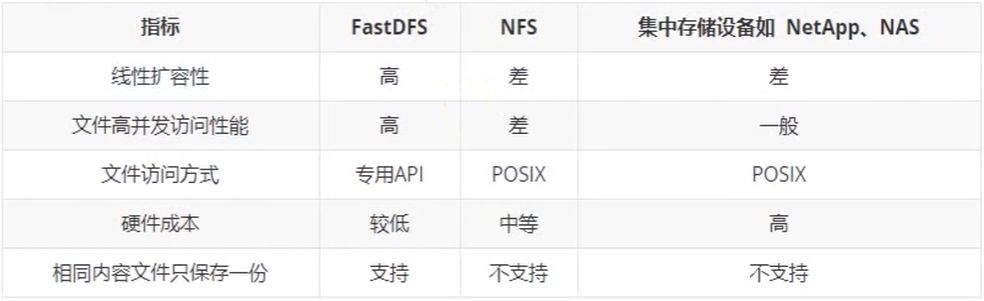 指标 FastDFS NFS 集中存储设备如 NetApp、NAS
线性扩容性 高 差 差
文件高并发访问性能 高 差 一般
文件访问方式 专用API POSIX POSIX
硬件成本 较低 中等 高
相同内容文件只保存一份 支持 不支持 不支持